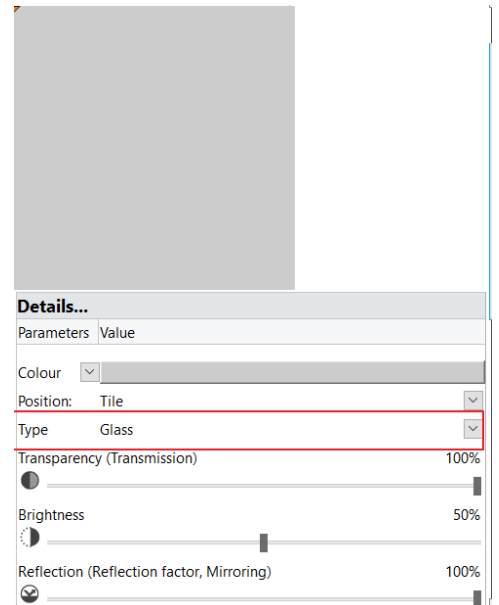 Details...
Parameters Value
Colour
Position: Tile
Type Glass
Transparency (Transmission) 100%
Brightness 50%
Reflection (Reflection factor, Mirroring) 100%